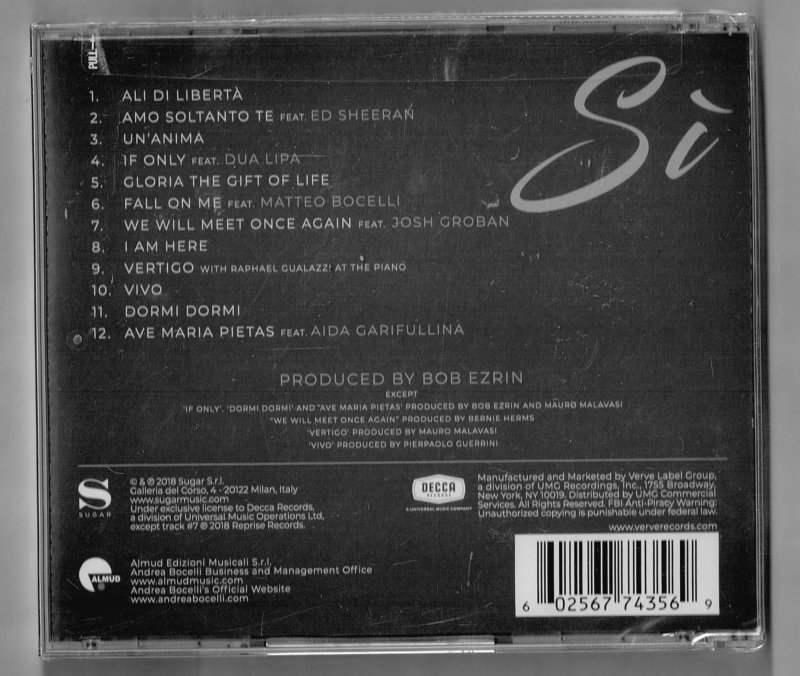 PULL
Sì
1. ALI DI LIBERTÀ
2. AMO SOLTANTO TE FEAT. ED SHEERAN
3. UN'ANIMA
4. IF ONLY FEAT. DUA LIPA
5. GLORIA THE GIFT OF LIFE
6. FALL ON ME FEAT. MATTEO BOCELLI
7. WE WILL MEET ONCE AGAIN FEAT. JOSH GROBAN
8. I AM HERE
9. VERTIGO WITH RAPHAEL GUALAZZI AT THE PIANO
10. VIVO
11. DORMI DORMI
12. AVE MARIA PIETAS FEAT. AIDA GARIFULLINA
PRODUCED BY BOB EZRIN
EXCEPT
'IF ONLY', 'DORMI DORMI' AND 'AVE MARIA PIETAS' PRODUCED BY BOB EZRIN AND MAURO MALAVASI
"WE WILL MEET ONCE AGAIN" PRODUCED BY BERNIE HERMS
'VERTIGO' PRODUCED BY MAURO MALAVASI
'VIVO' PRODUCED BY PIERPAOLO GUERRINI
S
SUGAR
© & ℗ 2018 Sugar S.r.l.
Galleria del Corso, 4 - 20122 Milan, Italy
www.sugarmusic.com
Under exclusive license to Decca Records,
a division of Universal Music Operations Ltd,
except track #7 ℗ 2018 Reprise Records.
DECCA
RECORDS
A UNIVERSAL MUSIC COMPANY
Manufactured and Marketed by Verve Label Group,
a division of UMG Recordings, Inc., 1755 Broadway,
New York, NY 10019. Distributed by UMG Commercial
Services. All Rights Reserved. FBI Anti-Piracy Warning:
Unauthorized copying is punishable under federal law.
www.ververecords.com
ALMUD
Almud Edizioni Musicali S.r.l.
Andrea Bocelli Business and Management Office
www.almudmusic.com
Andrea Bocelli's Official Website
www.andreabocelli.com
6 02567 74356 9